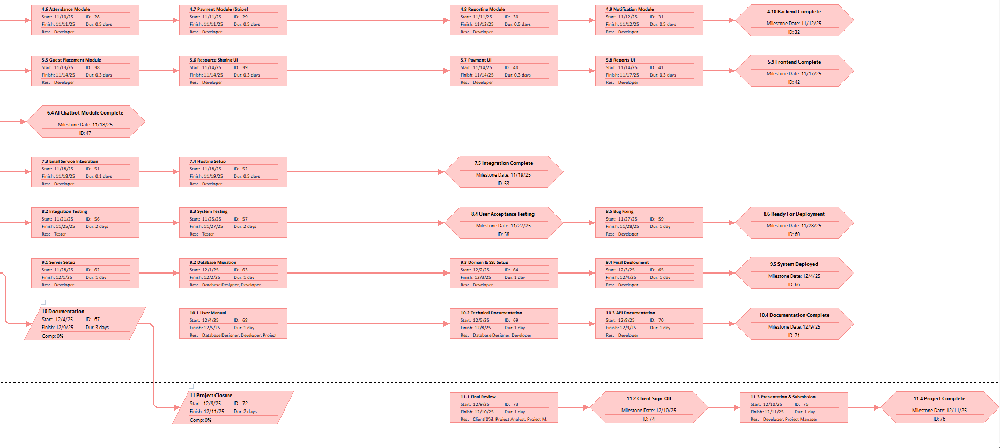 4.6 Attendance Module
Start: 11/10/25 ID: 28
Finish: 11/11/25 Dur: 0.5 days
Res: Developer
4.7 Payment Module (Stripe)
Start: 11/11/25 ID: 29
Finish: 11/11/25 Dur: 0.5 days
Res: Developer
4.8 Reporting Module
Start: 11/11/25 ID: 30
Finish: 11/12/25 Dur: 0.5 days
Res: Developer
4.9 Notification Module
Start: 11/12/25 ID: 31
Finish: 11/12/25 Dur: 0.5 days
Res: Developer
4.10 Backend Complete
Milestone Date: 11/12/25
ID: 32
5.5 Guest Placement Module
Start: 11/13/25 ID: 38
Finish: 11/14/25 Dur: 0.3 days
Res: Developer
5.6 Resource Sharing UI
Start: 11/14/25 ID: 39
Finish: 11/14/25 Dur: 0.3 days
Res: Developer
5.7 Payment UI
Start: 11/14/25 ID: 40
Finish: 11/14/25 Dur: 0.3 days
Res: Developer
5.8 Reports UI
Start: 11/14/25 ID: 41
Finish: 11/17/25 Dur: 0.3 days
Res: Developer
5.9 Frontend Complete
Milestone Date: 11/17/25
ID: 42
6.4 AI Chatbot Module Complete
Milestone Date: 11/18/25
ID: 47
7.3 Email Service Integration
Start: 11/18/25 ID: 51
Finish: 11/18/25 Dur: 0.1 days
Res: Developer
7.4 Hosting Setup
Start: 11/18/25 ID: 52
Finish: 11/19/25 Dur: 0.5 days
Res: Developer
7.5 Integration Complete
Milestone Date: 11/19/25
ID: 53
8.2 Integration Testing
Start: 11/21/25 ID: 56
Finish: 11/25/25 Dur: 2 days
Res: Tester
8.3 System Testing
Start: 11/25/25 ID: 57
Finish: 11/27/25 Dur: 2 days
Res: Tester
8.4 User Acceptance Testing
Milestone Date: 11/27/25
ID: 58
8.5 Bug Fixing
Start: 11/27/25 ID: 59
Finish: 11/28/25 Dur: 1 day
Res: Developer
8.6 Ready For Deployment
Milestone Date: 11/28/25
ID: 60
9.1 Server Setup
Start: 11/28/25 ID: 62
Finish: 12/1/25 Dur: 1 day
Res: Developer
9.2 Database Migration
Start: 12/1/25 ID: 63
Finish: 12/2/25 Dur: 1 day
Res: Database Designer, Developer
9.3 Domain & SSL Setup
Start: 12/2/25 ID: 64
Finish: 12/3/25 Dur: 1 day
Res: Developer
9.4 Final Deployment
Start: 12/3/25 ID: 65
Finish: 12/4/25 Dur: 1 day
Res: Developer
9.5 System Deployed
Milestone Date: 12/4/25
ID: 66
10 Documentation
Start: 12/4/25 ID: 67
Finish: 12/9/25 Dur: 3 days
Comp: 0%
10.1 User Manual
Start: 12/4/25 ID: 68
Finish: 12/5/25 Dur: 1 day
Res: Database Designer, Developer, Project
10.2 Technical Documentation
Start: 12/5/25 ID: 69
Finish: 12/8/25 Dur: 1 day
Res: Database Designer, Developer
10.3 API Documentation
Start: 12/8/25 ID: 70
Finish: 12/9/25 Dur: 1 day
Res: Developer
10.4 Documentation Complete
Milestone Date: 12/9/25
ID: 71
11 Project Closure
Start: 12/9/25 ID: 72
Finish: 12/11/25 Dur: 2 days
Comp: 0%
11.1 Final Review
Start: 12/9/25 ID: 73
Finish: 12/10/25 Dur: 1 day
Res: Client[0%], Project Analyst, Project M
11.2 Client Sign-Off
Milestone Date: 12/10/25
ID: 74
11.3 Presentation & Submission
Start: 12/10/25 ID: 75
Finish: 12/11/25 Dur: 1 day
Res: Developer, Project Manager
11.4 Project Complete
Milestone Date: 12/11/25
ID: 76